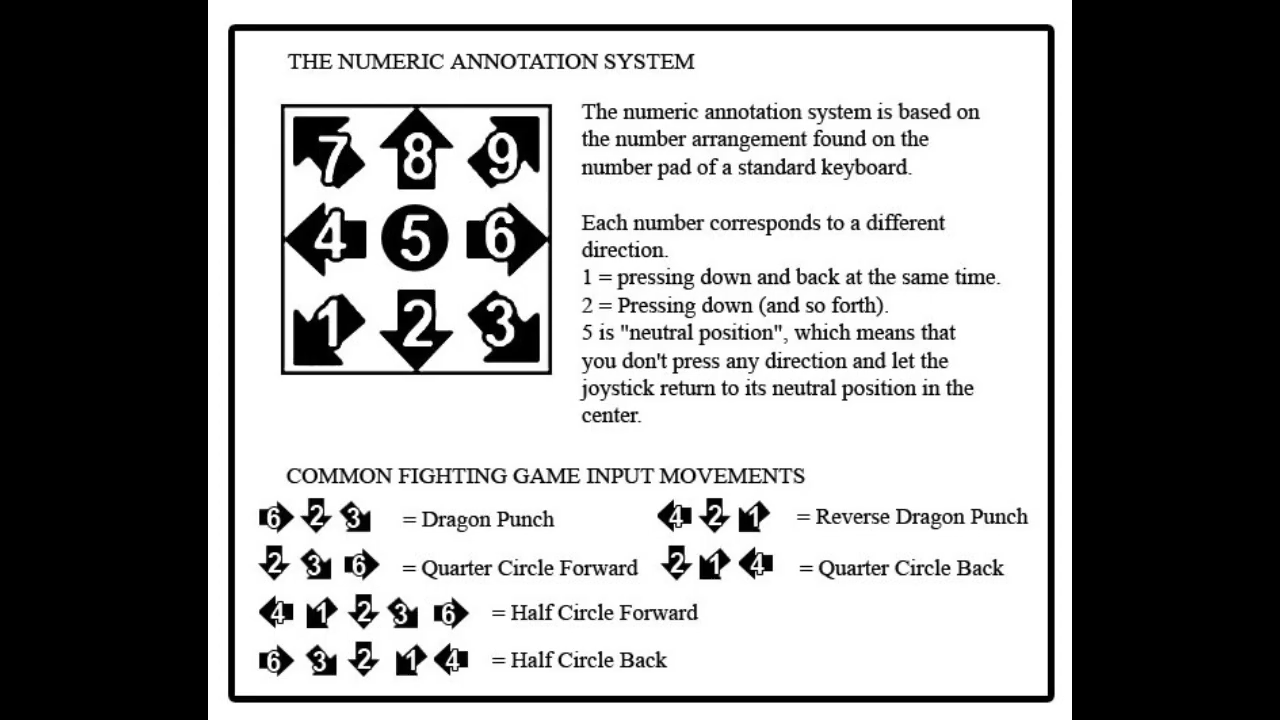 THE NUMERIC ANNOTATION SYSTEM
7 8 9
4 5 6
1 2 3
The numeric annotation system is based on
the number arrangement found on the
number pad of a standard keyboard.
Each number corresponds to a different
direction.
1 = pressing down and back at the same time.
2 = Pressing down (and so forth).
5 is "neutral position", which means that
you don't press any direction and let the
joystick return to its neutral position in the
center.
COMMON FIGHTING GAME INPUT MOVEMENTS
6 2 3 = Dragon Punch
4 2 1 = Reverse Dragon Punch
2 3 6 = Quarter Circle Forward
2 1 4 = Quarter Circle Back
4 1 2 3 6 = Half Circle Forward
6 3 2 1 4 = Half Circle Back